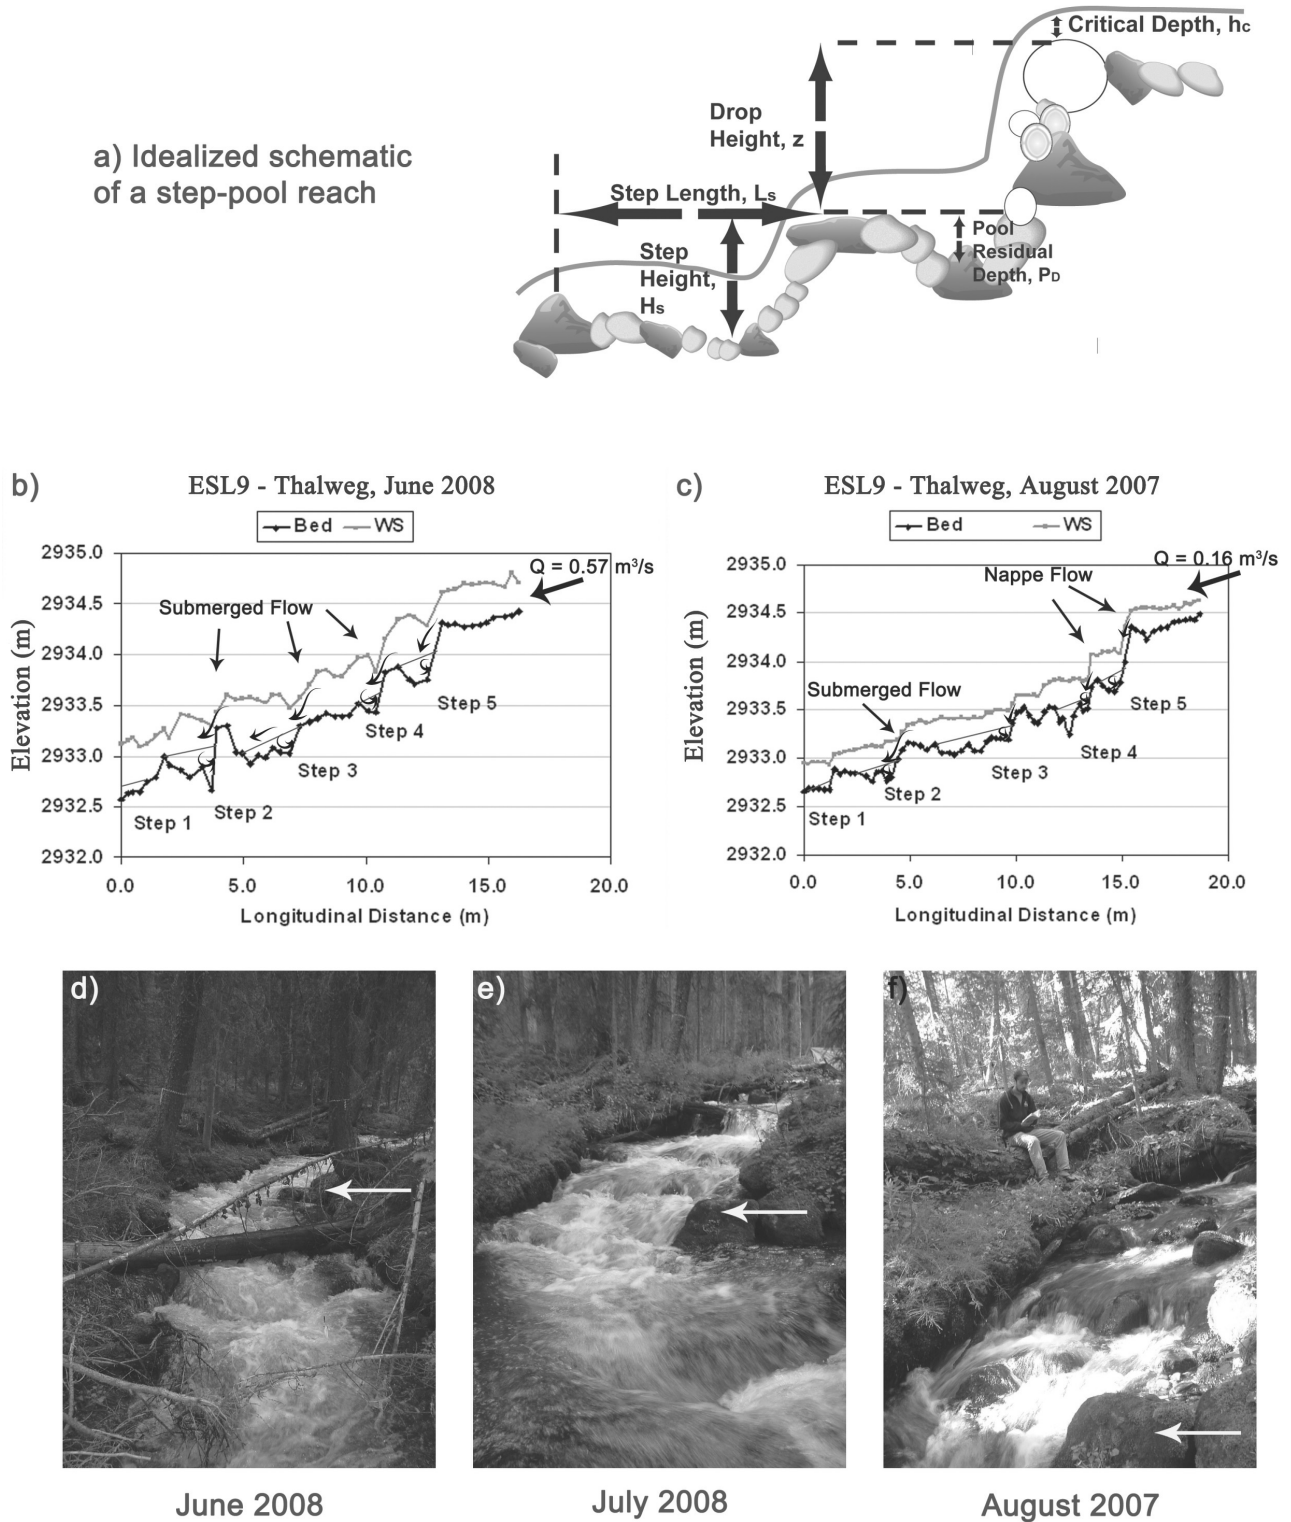 Critical Depth, hc
Drop
Height, z
a) Idealized schematic
of a step-pool reach
Step Length, Ls
Step
Height,
Hs
Pool
Residual
Depth, PD
b)
ESL9 - Thalweg, June 2008
Bed
WS
2935.0
2934.5
2934.0
2933.5
2933.0
2932.5
2932.0
Elevation (m)
Q = 0.57 m³/s
Submerged Flow
Step 5
Step 4
Step 3
Step 2
Step 1
0.0
5.0
10.0
15.0
20.0
Longitudinal Distance (m)
c)
ESL9 - Thalweg, August 2007
Bed
WS
2935.0
2934.5
2934.0
2933.5
2933.0
2932.5
2932.0
Elevation (m)
Q = 0.16 m³/s
Nappe Flow
Submerged Flow
Step 5
Step 4
Step 3
Step 2
Step 1
0.0
5.0
10.0
15.0
20.0
Longitudinal Distance (m)
d)
e)
f)
June 2008
July 2008
August 2007